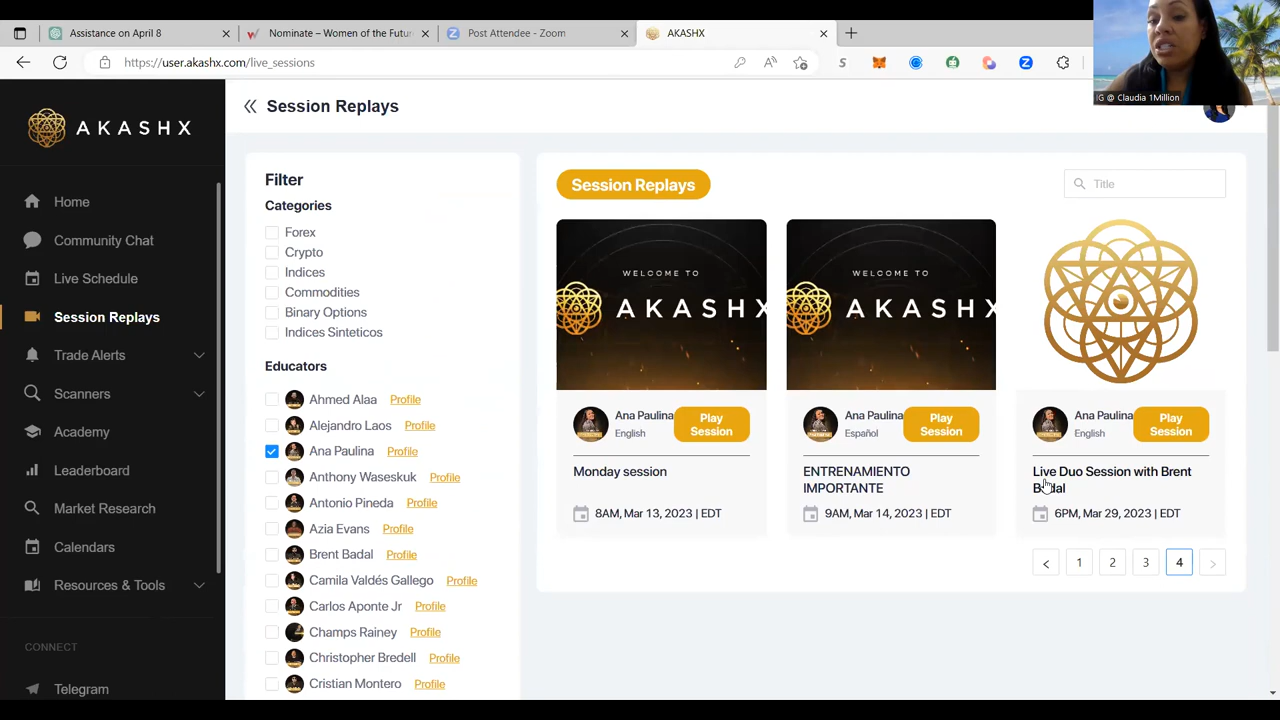 Assistance on April 8
Nominate – Women of the Futur
Post Attendee - Zoom
AKASHX
https://user.akashx.com/live_sessions
IG @ Claudia 1Million
AKASHX
Session Replays
Home
Community Chat
Live Schedule
Session Replays
Trade Alerts
Scanners
Academy
Leaderboard
Market Research
Calendars
Resources & Tools
CONNECT
Telegram
Filter
Categories
Forex
Crypto
Indices
Commodities
Binary Options
Indices Sinteticos
Educators
Ahmed Alaa Profile
Alejandro Laos Profile
Ana Paulina Profile
Anthony Waseskuk Profile
Antonio Pineda Profile
Azia Evans Profile
Brent Badal Profile
Camila Valdés Gallego Profile
Carlos Aponte Jr Profile
Champs Rainey Profile
Christopher Bredell Profile
Cristian Montero Profile
Session Replays
Title
WELCOME TO
AKASHX
Ana Paulina
English
Play
Session
Monday session
8AM, Mar 13, 2023 | EDT
WELCOME TO
AKASHX
Ana Paulina
Español
Play
Session
ENTRENAMIENTO
IMPORTANTE
9AM, Mar 14, 2023 | EDT
Ana Paulina
English
Play
Session
Live Duo Session with Brent
Badal
6PM, Mar 29, 2023 | EDT
< 1 2 3 4 >